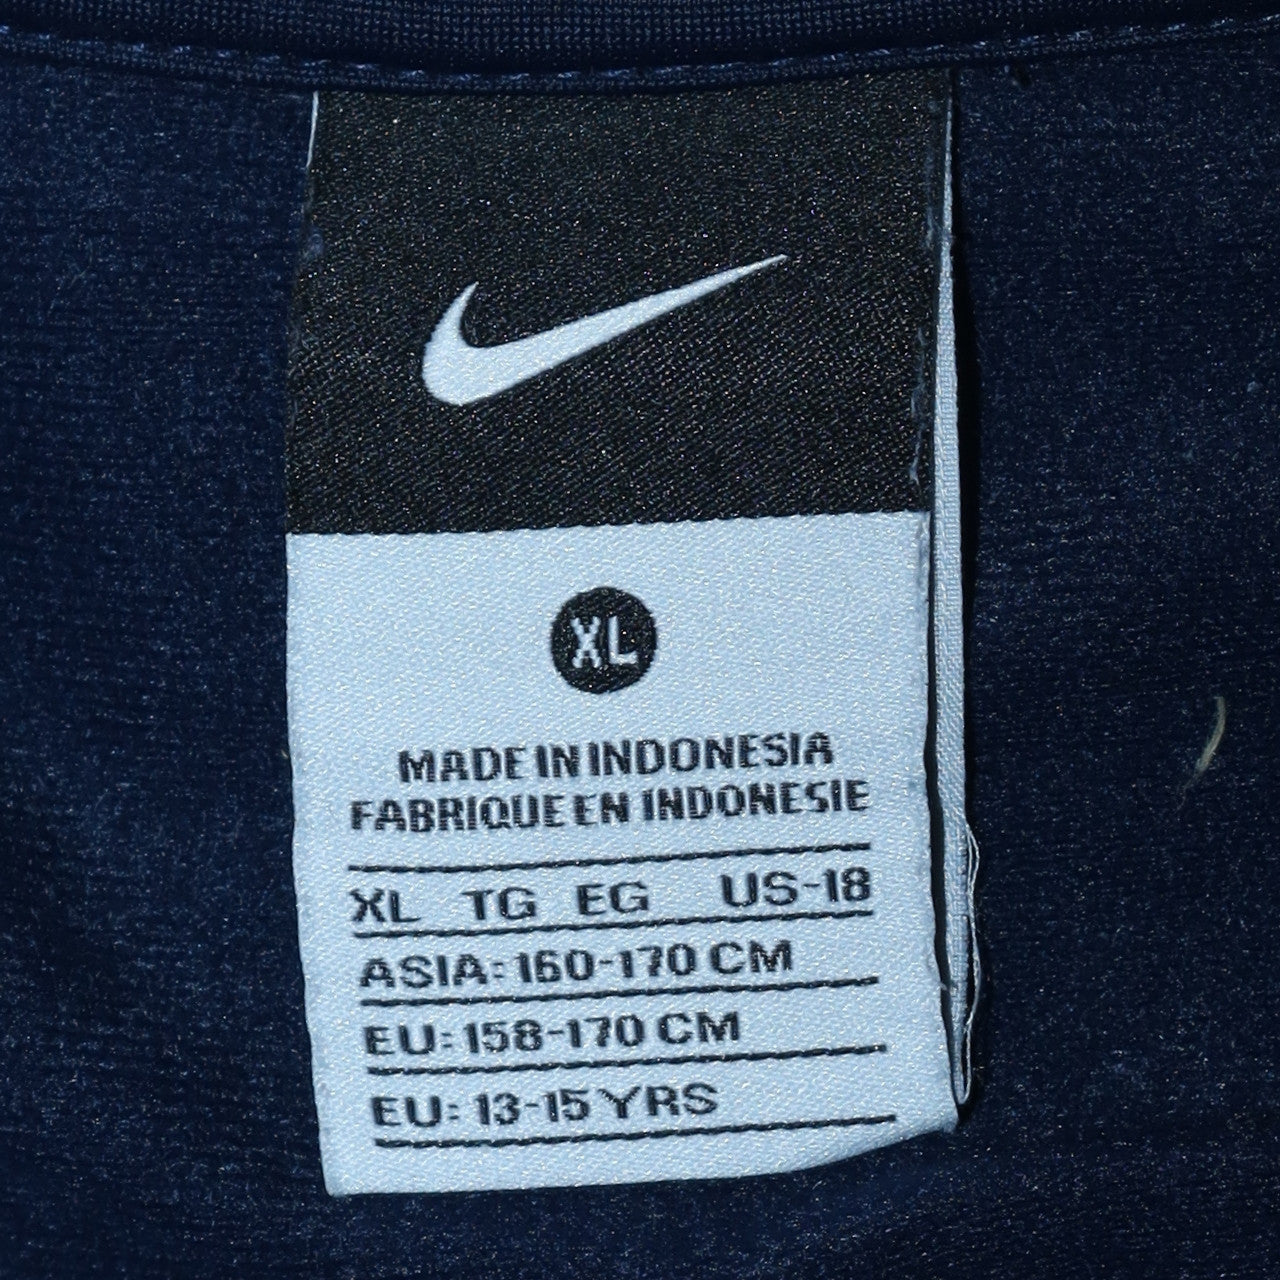 XL
MADE IN INDONESIA
FABRIQUE EN INDONESIE
XL TG EG US-18
ASIA: 160-170 CM
EU: 158-170 CM
EU: 13-15 YRS